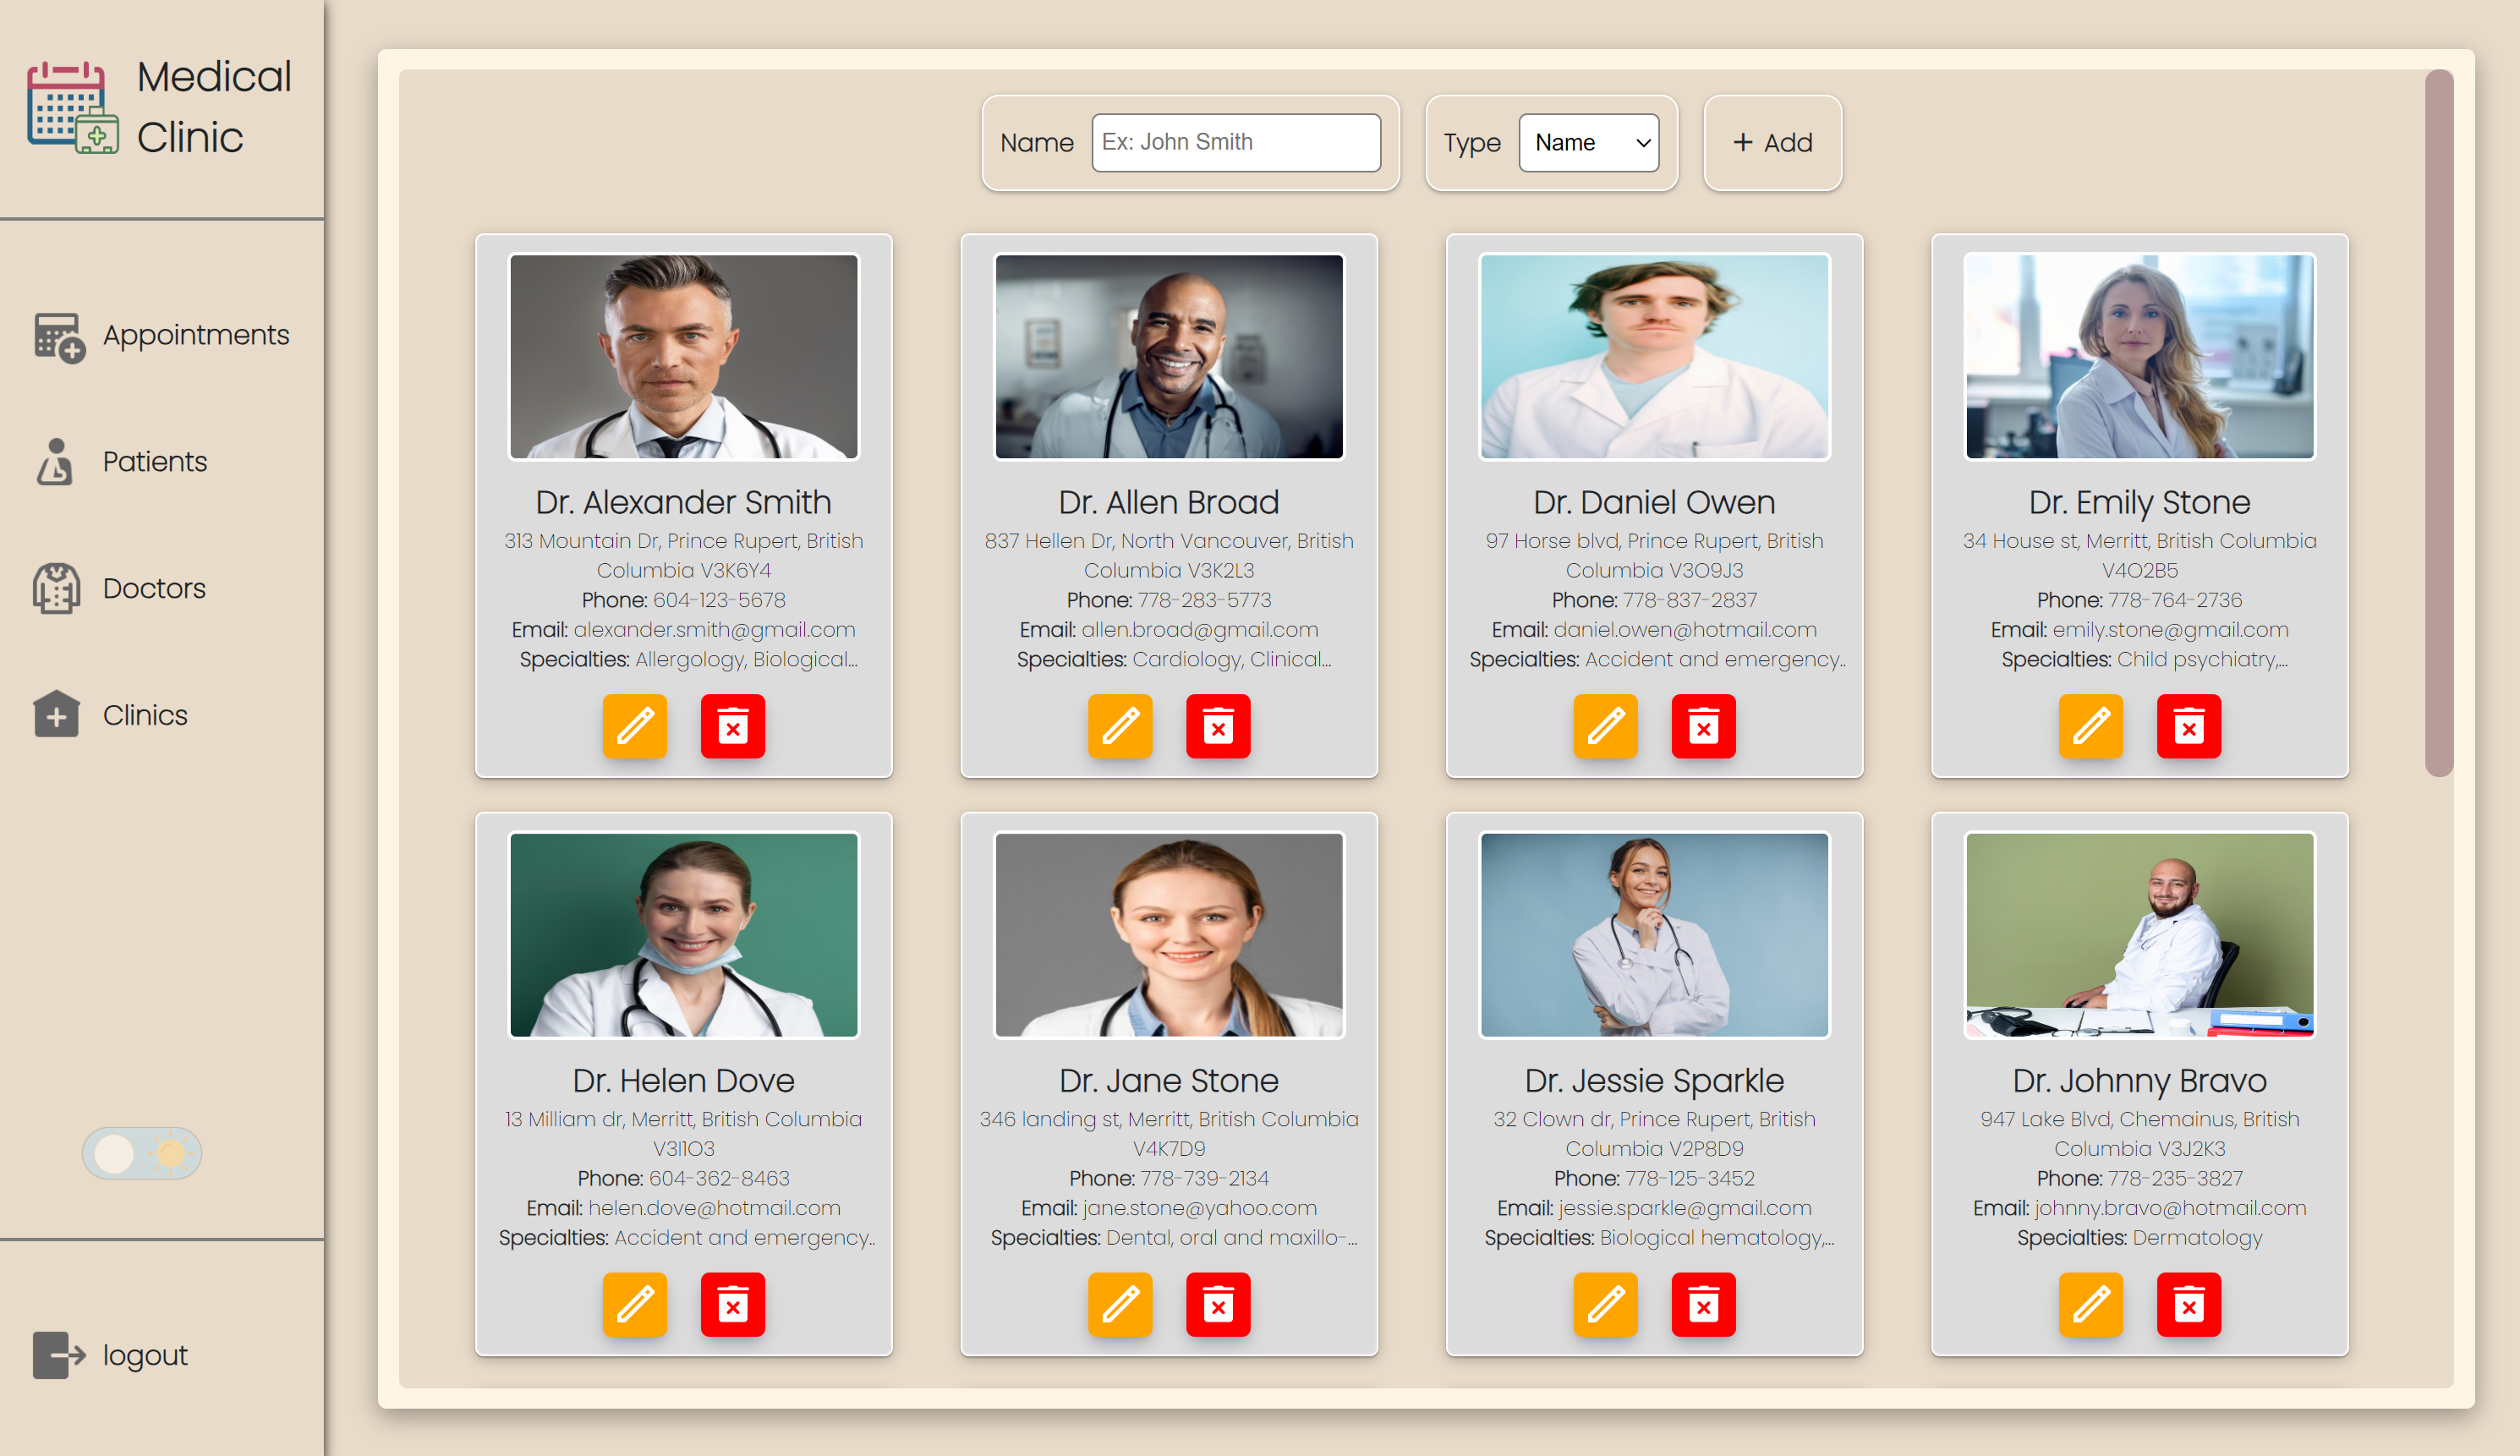 Medical
Clinic
Appointments
Patients
Doctors
Clinics
logout
Name Ex: John Smith Type Name + Add
Dr. Alexander Smith
313 Mountain Dr, Prince Rupert, British
Columbia V3K6Y4
Phone: 604-123-5678
Email: alexander.smith@gmail.com
Specialties: Allergology, Biological...
Dr. Allen Broad
837 Hellen Dr, North Vancouver, British
Columbia V3K2L3
Phone: 778-283-5773
Email: allen.broad@gmail.com
Specialties: Cardiology, Clinical...
Dr. Daniel Owen
97 Horse blvd, Prince Rupert, British
Columbia V3O9J3
Phone: 778-837-2837
Email: daniel.owen@hotmail.com
Specialties: Accident and emergency..
Dr. Emily Stone
34 House st, Merritt, British Columbia
V4O2B5
Phone: 778-764-2736
Email: emily.stone@gmail.com
Specialties: Child psychiatry,...
Dr. Helen Dove
13 Milliam dr, Merritt, British Columbia
V3I1O3
Phone: 604-362-8463
Email: helen.dove@hotmail.com
Specialties: Accident and emergency..
Dr. Jane Stone
346 landing st, Merritt, British Columbia
V4K7D9
Phone: 778-739-2134
Email: jane.stone@yahoo.com
Specialties: Dental, oral and maxillo-...
Dr. Jessie Sparkle
32 Clown dr, Prince Rupert, British
Columbia V2P8D9
Phone: 778-125-3452
Email: jessie.sparkle@gmail.com
Specialties: Biological hematology,...
Dr. Johnny Bravo
947 Lake Blvd, Chemainus, British
Columbia V3J2K3
Phone: 778-235-3827
Email: johnny.bravo@hotmail.com
Specialties: Dermatology